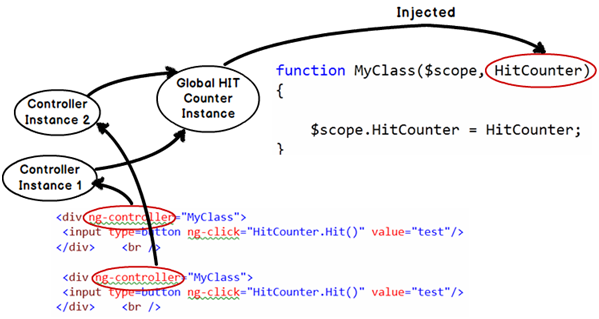 Injected
Global HIT
Counter
Instance
function MyClass($scope, HitCounter)
{
$scope.HitCounter = HitCounter;
}
Controller
Instance 2
Controller
Instance 1
<div ng-controller="MyClass">
<input type=button ng-click="HitCounter.Hit()" value="test"/>
</div> <br />
<div ng-controller="MyClass">
<input type=button ng-click="HitCounter.Hit()" value="test"/>
</div> <br />